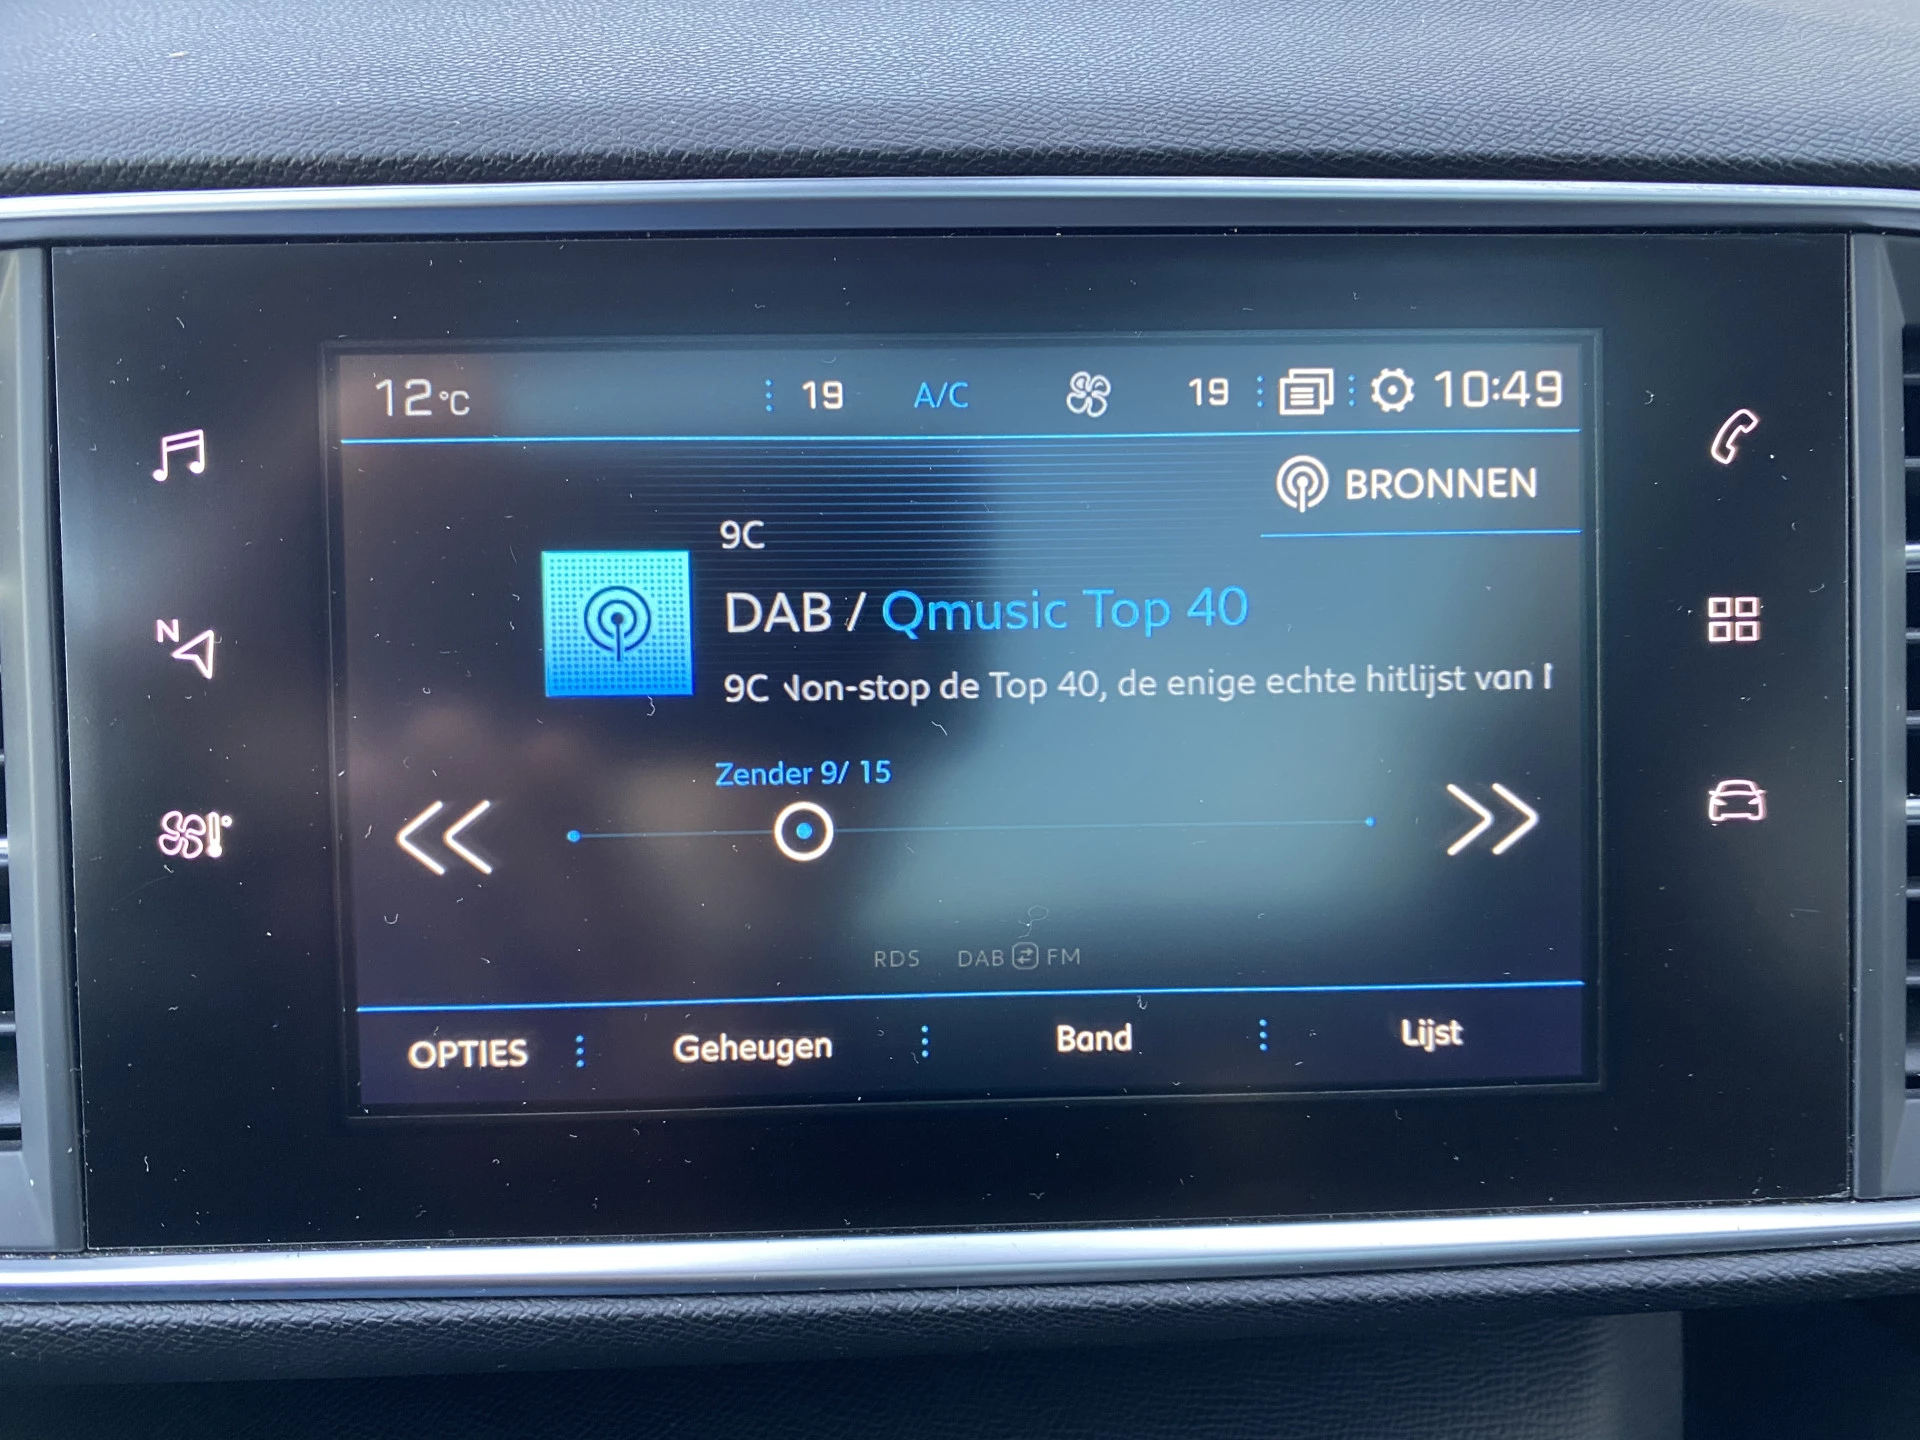 12°C 19 A/C 19 10:49
BRONNEN
9C
DAB / Qmusic Top 40
9C Non-stop de Top 40, de enige echte hitlijst van
Zender 9/ 15
N
RDS DAB FM
OPTIES Geheugen Band Lijst